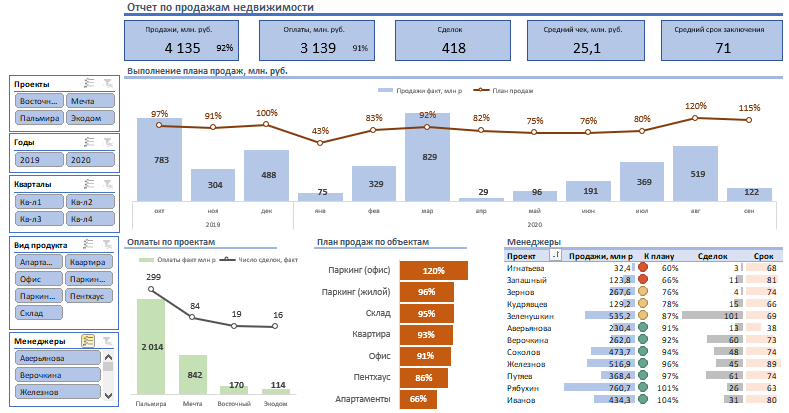 Отчет по продажам недвижимости
Продажи, млн. руб.
4 135 92%
Оплаты, млн. руб.
3 139 91%
Сделок
418
Средний чек, млн. руб.
25,1
Средний срок заключения
71
Проекты
Восточн... Мечта
Пальмира Экодом
Годы
2019 2020
Кварталы
Кв-л1 Кв-л2
Кв-л3 Кв-л4
Вид продукта
Апарта... Квартира
Офис Паркин...
Паркин... Пентхаус
Склад
Менеджеры
Аверьянова
Верочкина
Железнов
Выполнение плана продаж, млн. руб.
Продажи факт, млн р План продаж
97% 91% 100% 43% 83% 92% 82% 75% 76% 80% 120% 115%
783 304 488 75 329 829 29 96 191 369 519 122
окт ноя дек янв фев мар апр май июн июл авг сен
2019 2020
Оплаты по проектам
Оплаты факт млн р Число сделок, факт
299 84 19 16
2 014 842 170 114
Пальмира Мечта Восточный Экодом
План продаж по объектам
Паркинг (офис) 120%
Паркинг (жилой) 96%
Склад 95%
Квартира 93%
Офис 91%
Пентхаус 86%
Апартаменты 66%
Менеджеры
Проект Продажи, млн р К плану Сделок Срок
Игнатьева 32,4 60% 3 68
Запашный 123,8 66% 11 81
Зернов 267,6 76% 4 74
Кудрявцев 129,2 78% 15 66
Зеленушкин 535,2 87% 101 69
Аверьянова 230,4 91% 13 38
Верочкина 262,0 92% 60 73
Соколов 473,7 94% 48 74
Железнов 516,9 96% 45 89
Путяев 368,4 97% 61 74
Рябухин 760,7 101% 26 63
Иванов 434,3 104% 31 80